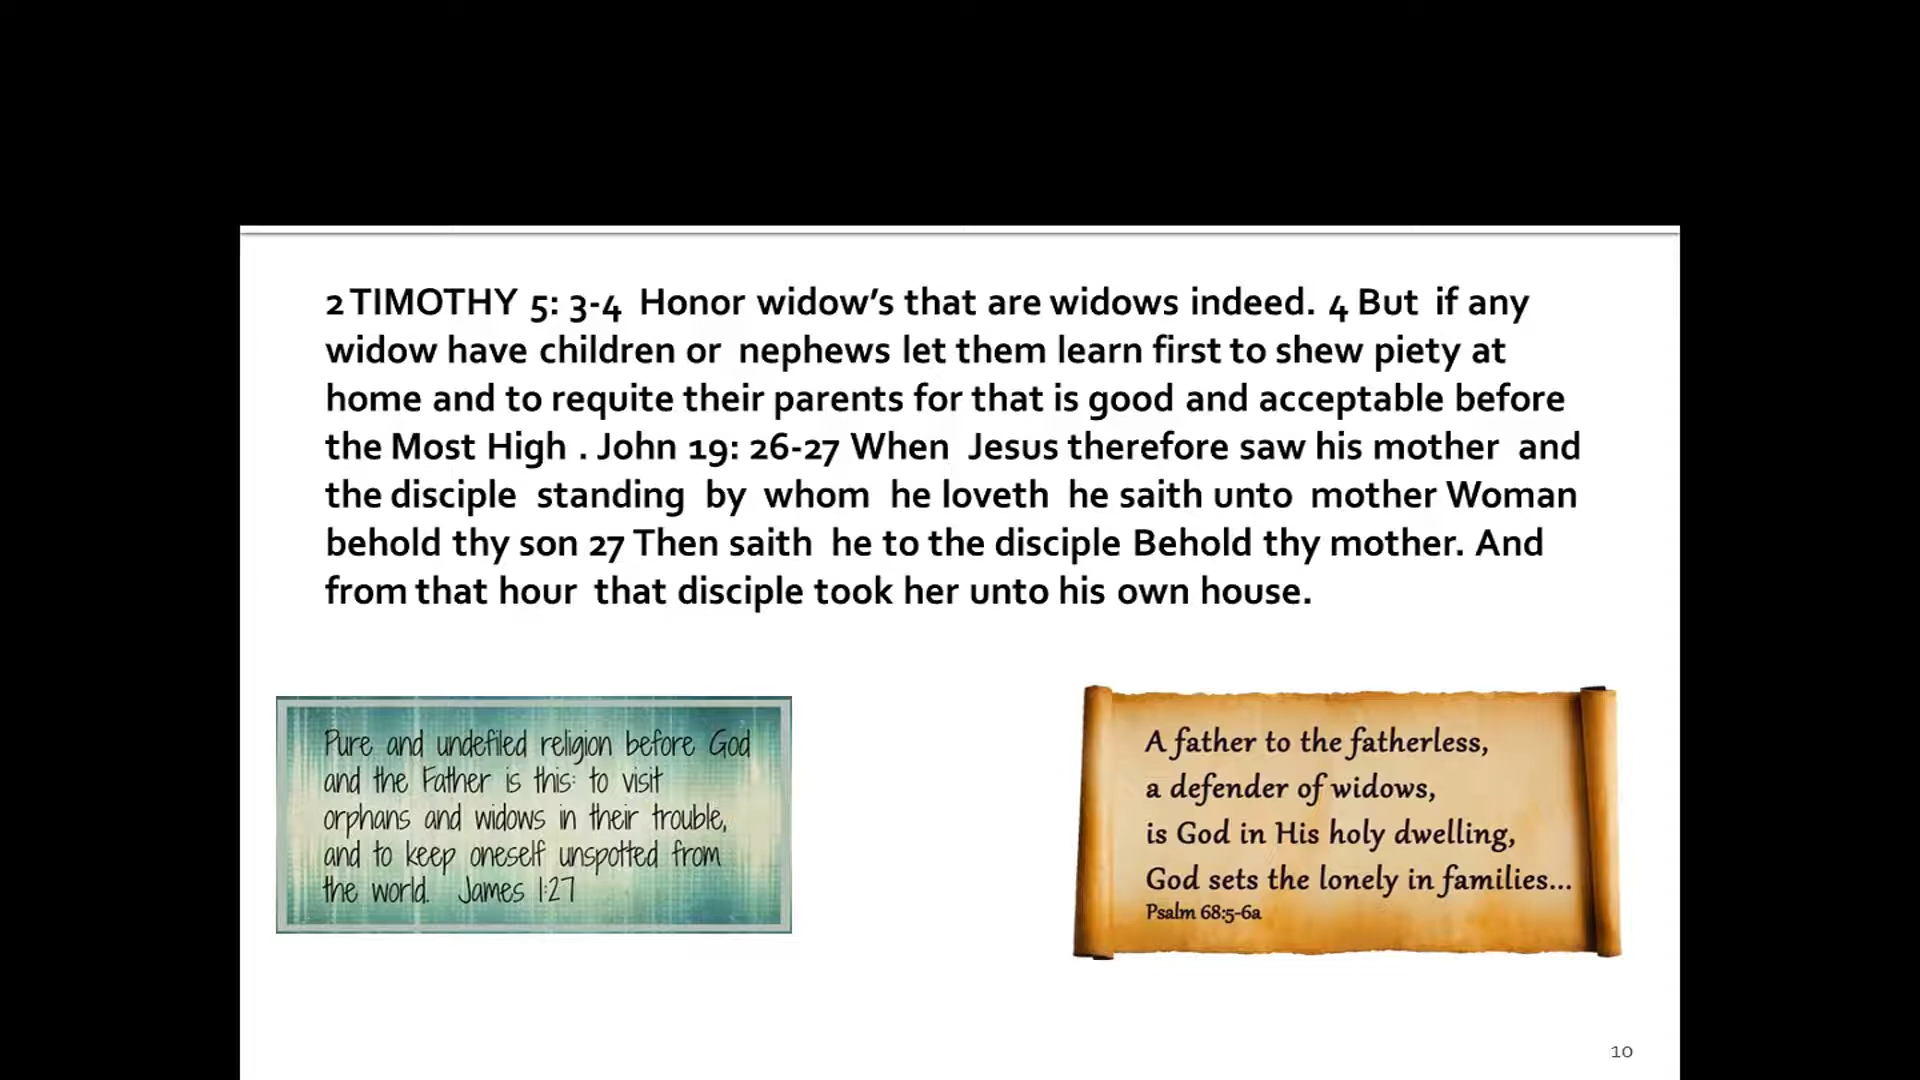 2 TIMOTHY 5: 3-4 Honor widow's that are widows indeed. 4 But if any
widow have children or nephews let them learn first to shew piety at
home and to requite their parents for that is good and acceptable before
the Most High . John 19: 26-27 When Jesus therefore saw his mother and
the disciple standing by whom he loveth he saith unto mother Woman
behold thy son 27 Then saith he to the disciple Behold thy mother. And
from that hour that disciple took her unto his own house.
Pure and undefiled religion before God
and the Father is this: to visit
orphans and widows in their trouble,
and to keep oneself unspotted from
the world. James 1:27
A father to the fatherless,
a defender of widows,
is God in His holy dwelling,
God sets the lonely in families...
Psalm 68:5-6a
10